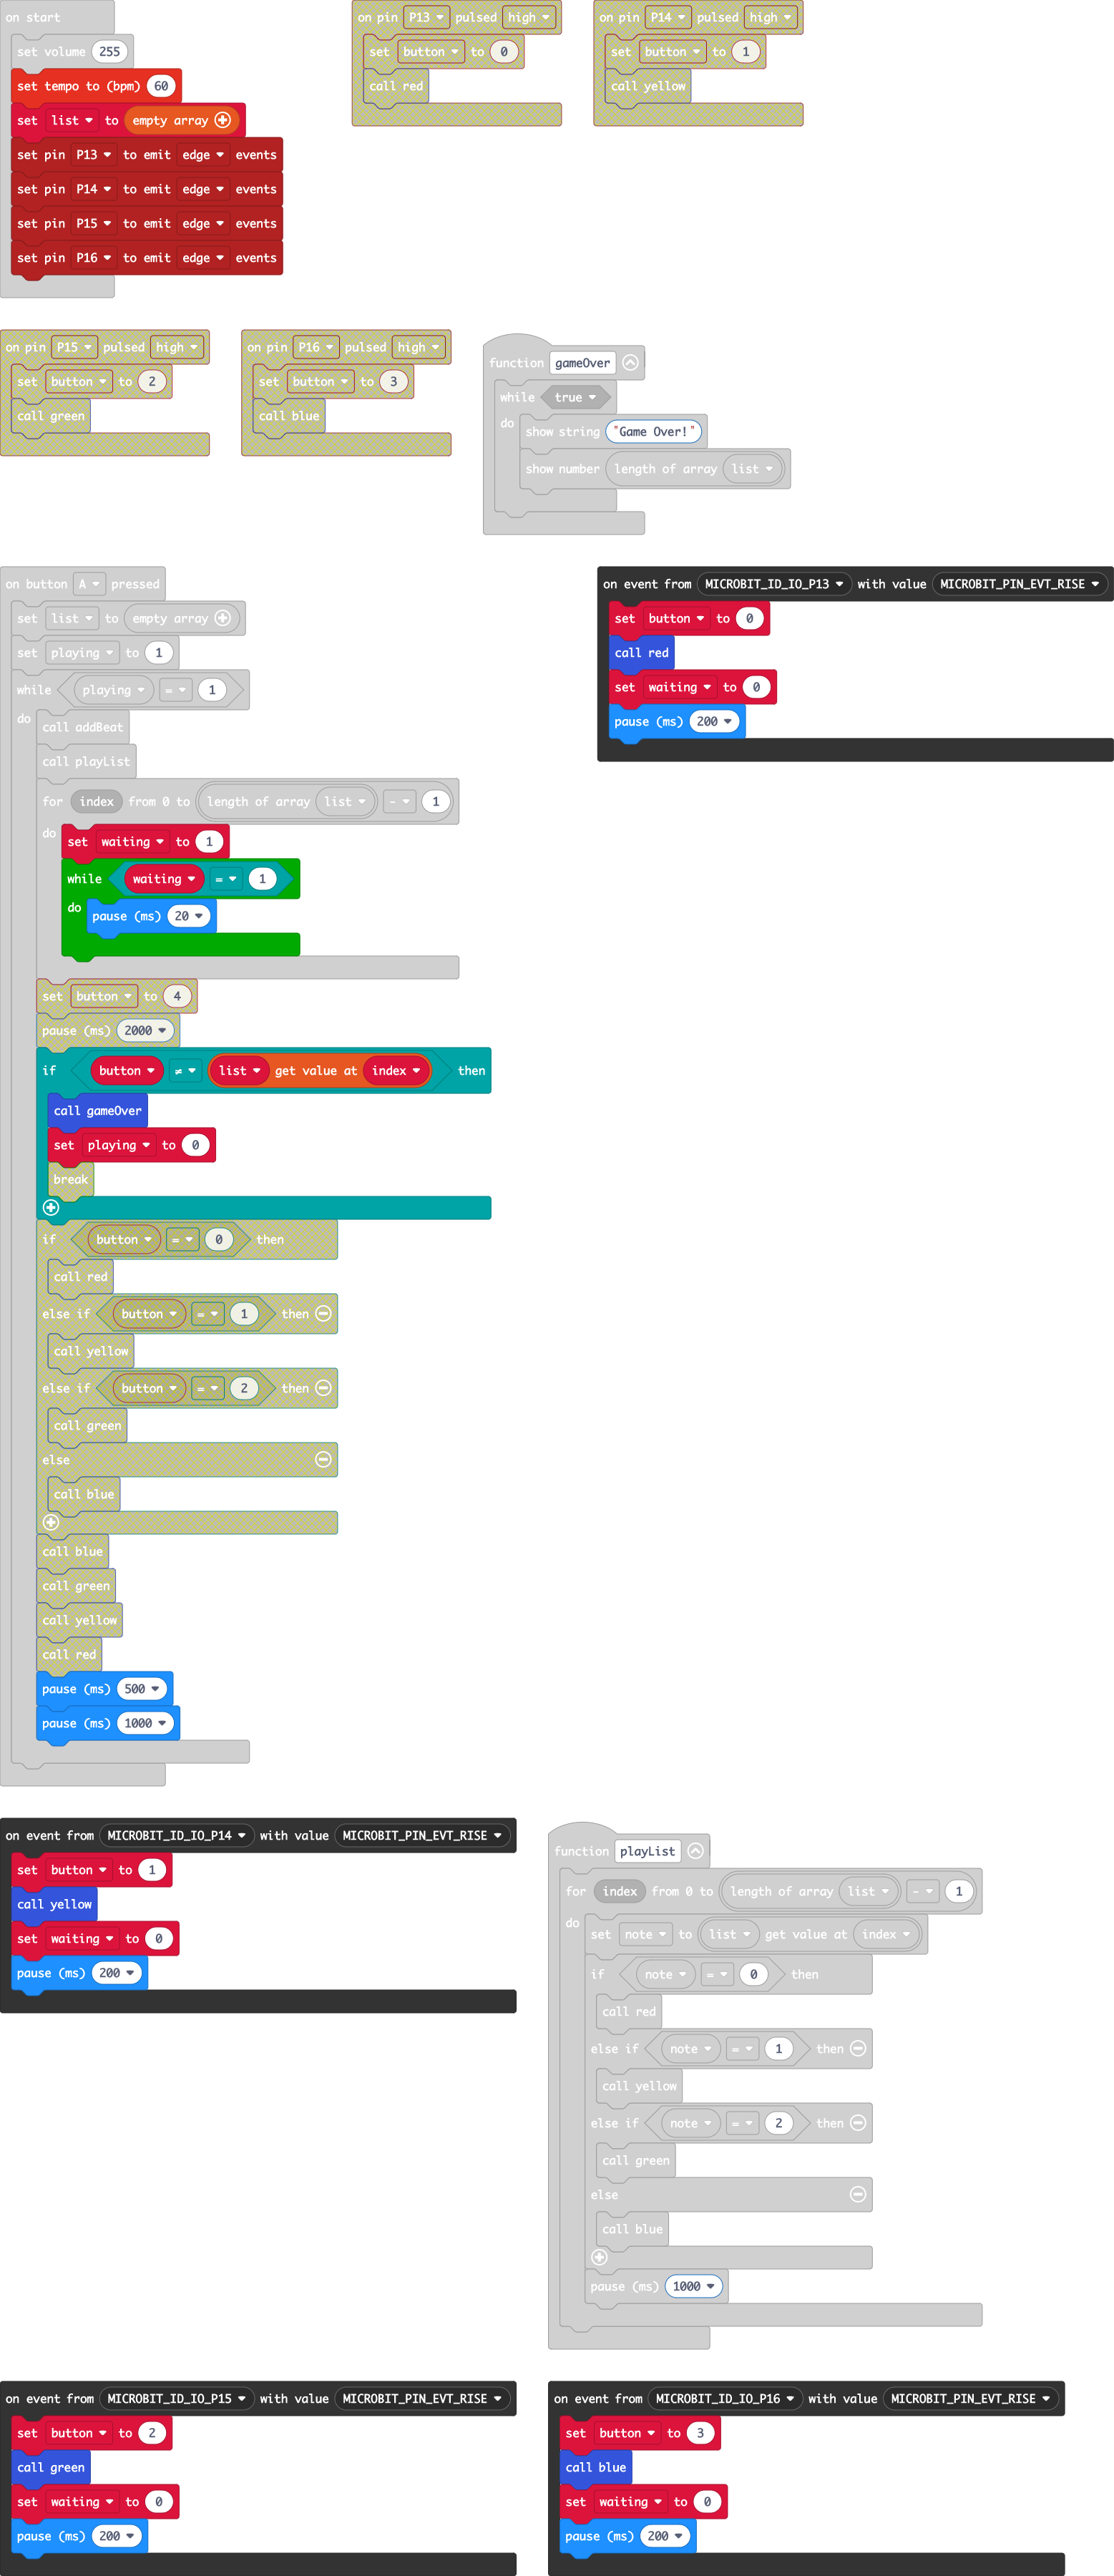 on start
set volume 255
set tempo to (bpm) 60
set list to empty array
set pin P13 to emit edge events
set pin P14 to emit edge events
set pin P15 to emit edge events
set pin P16 to emit edge events
on pin P13 pulsed high
set button to 0
call red
on pin P14 pulsed high
set button to 1
call yellow
on pin P15 pulsed high
set button to 2
call green
on pin P16 pulsed high
set button to 3
call blue
function gameOver
while true
do
show string "Game Over!"
show number length of array list
on button A pressed
set list to empty array
set playing to 1
while playing = 1
do
call addBeat
call playList
for index from 0 to length of array list - 1
do
set waiting to 1
while waiting = 1
do
pause (ms) 20
set button to 4
pause (ms) 2000
if button ≠ list get value at index then
call gameOver
set playing to 0
break
if button = 0 then
call red
else if button = 1 then
call yellow
else if button = 2 then
call green
else
call blue
call blue
call green
call yellow
call red
pause (ms) 500
pause (ms) 1000
on event from MICROBIT_ID_IO_P13 with value MICROBIT_PIN_EVT_RISE
set button to 0
call red
set waiting to 0
pause (ms) 200
on event from MICROBIT_ID_IO_P14 with value MICROBIT_PIN_EVT_RISE
set button to 1
call yellow
set waiting to 0
pause (ms) 200
function playList
for index from 0 to length of array list - 1
do
set note to list get value at index
if note = 0 then
call red
else if note = 1 then
call yellow
else if note = 2 then
call green
else
call blue
pause (ms) 1000
on event from MICROBIT_ID_IO_P15 with value MICROBIT_PIN_EVT_RISE
set button to 2
call green
set waiting to 0
pause (ms) 200
on event from MICROBIT_ID_IO_P16 with value MICROBIT_PIN_EVT_RISE
set button to 3
call blue
set waiting to 0
pause (ms) 200